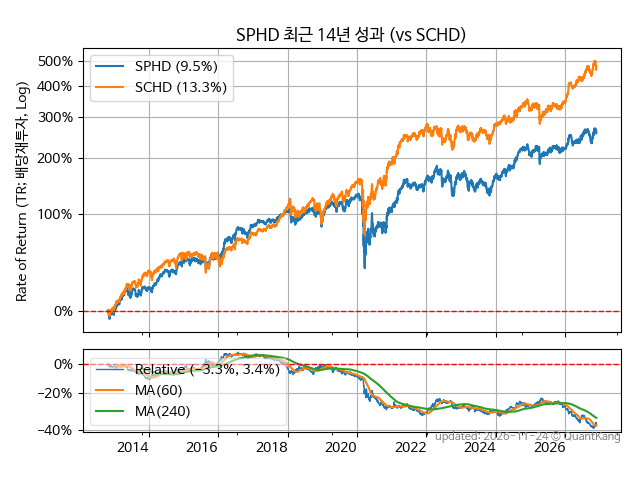 SPHD 최근 14년 성과 (vs SCHD)
Rate of Return (TR: 배당재투자, Log)
500%
400%
300%
200%
100%
0%
SPHD (9.5%)
SCHD (13.3%)
0%
−20%
−40%
Relative (−3.3%, 3.4%)
MA(60)
MA(240)
2014 2016 2018 2020 2022 2024 2026
updated: 2026-11-24 © QuantKang